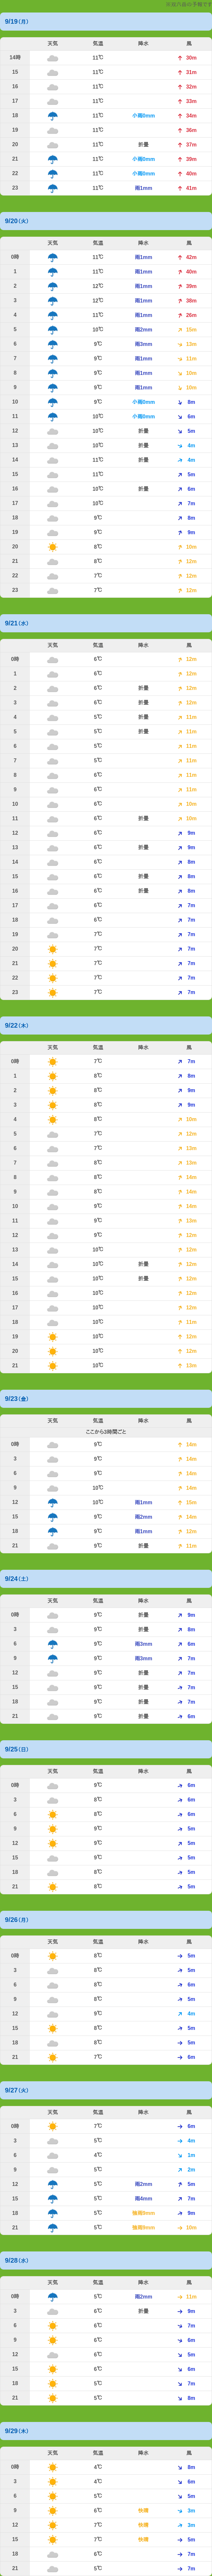 9/19(月)
天気 気温 降水 風
14時 11℃ 30m
15 11℃ 31m
16 11℃ 32m
17 11℃ 33m
18 11℃ 小雨0mm 34m
19 11℃ 36m
20 11℃ 折畳 37m
21 11℃ 小雨0mm 39m
22 11℃ 小雨0mm 40m
23 11℃ 雨1mm 41m
9/20(火)
天気 気温 降水 風
0時 11℃ 雨1mm 42m
1 11℃ 雨1mm 40m
2 12℃ 雨1mm 39m
3 12℃ 雨1mm 38m
4 11℃ 雨1mm 26m
5 10℃ 雨2mm 15m
6 9℃ 雨3mm 13m
7 9℃ 雨1mm 11m
8 9℃ 雨1mm 10m
9 9℃ 雨1mm 10m
10 9℃ 小雨0mm 8m
11 10℃ 小雨0mm 6m
12 10℃ 折畳 5m
13 10℃ 折畳 4m
14 11℃ 折畳 4m
15 11℃ 5m
16 10℃ 折畳 6m
17 10℃ 7m
18 9℃ 8m
19 9℃ 9m
20 8℃ 10m
21 8℃ 12m
22 7℃ 12m
23 7℃ 12m
9/21(水)
天気 気温 降水 風
0時 6℃ 12m
1 6℃ 12m
2 6℃ 折畳 12m
3 6℃ 折畳 12m
4 5℃ 折畳 11m
5 5℃ 折畳 11m
6 5℃ 11m
7 5℃ 11m
8 6℃ 11m
9 6℃ 11m
10 6℃ 10m
11 6℃ 折畳 10m
12 6℃ 9m
13 6℃ 折畳 9m
14 6℃ 8m
15 6℃ 折畳 8m
16 6℃ 折畳 8m
17 6℃ 7m
18 6℃ 7m
19 7℃ 7m
20 7℃ 7m
21 7℃ 7m
22 7℃ 7m
23 7℃ 7m
9/22(木)
天気 気温 降水 風
0時 7℃ 7m
1 8℃ 8m
2 8℃ 9m
3 8℃ 9m
4 8℃ 10m
5 7℃ 12m
6 7℃ 13m
7 8℃ 13m
8 8℃ 14m
9 8℃ 14m
10 9℃ 14m
11 9℃ 13m
12 9℃ 12m
13 10℃ 12m
14 10℃ 折畳 12m
15 10℃ 折畳 12m
16 10℃ 12m
17 10℃ 12m
18 10℃ 11m
19 10℃ 12m
20 10℃ 12m
21 10℃ 13m
9/23(金)
天気 気温 降水 風
ここから3時間ごと
0時 9℃ 14m
3 9℃ 14m
6 9℃ 14m
9 10℃ 14m
12 10℃ 雨1mm 15m
15 9℃ 雨2mm 14m
18 9℃ 雨1mm 12m
21 9℃ 折畳 11m
9/24(土)
天気 気温 降水 風
0時 9℃ 折畳 9m
3 9℃ 折畳 8m
6 9℃ 雨3mm 6m
9 9℃ 雨3mm 7m
12 9℃ 折畳 7m
15 9℃ 折畳 7m
18 9℃ 折畳 7m
21 9℃ 折畳 6m
9/25(日)
天気 気温 降水 風
0時 9℃ 6m
3 8℃ 6m
6 8℃ 6m
9 9℃ 5m
12 9℃ 5m
15 9℃ 5m
18 8℃ 5m
21 8℃ 5m
9/26(月)
天気 気温 降水 風
0時 8℃ 5m
3 8℃ 5m
6 8℃ 6m
9 8℃ 5m
12 9℃ 4m
15 8℃ 5m
18 8℃ 5m
21 7℃ 6m
9/27(火)
天気 気温 降水 風
0時 7℃ 6m
3 5℃ 4m
6 4℃ 1m
9 5℃ 2m
12 5℃ 雨2mm 5m
15 5℃ 雨4mm 7m
18 5℃ 強雨9mm 9m
21 5℃ 強雨9mm 10m
9/28(水)
天気 気温 降水 風
0時 5℃ 雨2mm 11m
3 6℃ 折畳 9m
6 6℃ 7m
9 6℃ 6m
12 6℃ 5m
15 6℃ 6m
18 5℃ 7m
21 5℃ 8m
9/29(木)
天気 気温 降水 風
0時 4℃ 8m
3 4℃ 6m
6 5℃ 5m
9 6℃ 快晴 3m
12 7℃ 快晴 3m
15 7℃ 快晴 5m
18 6℃ 7m
21 5℃ 7m